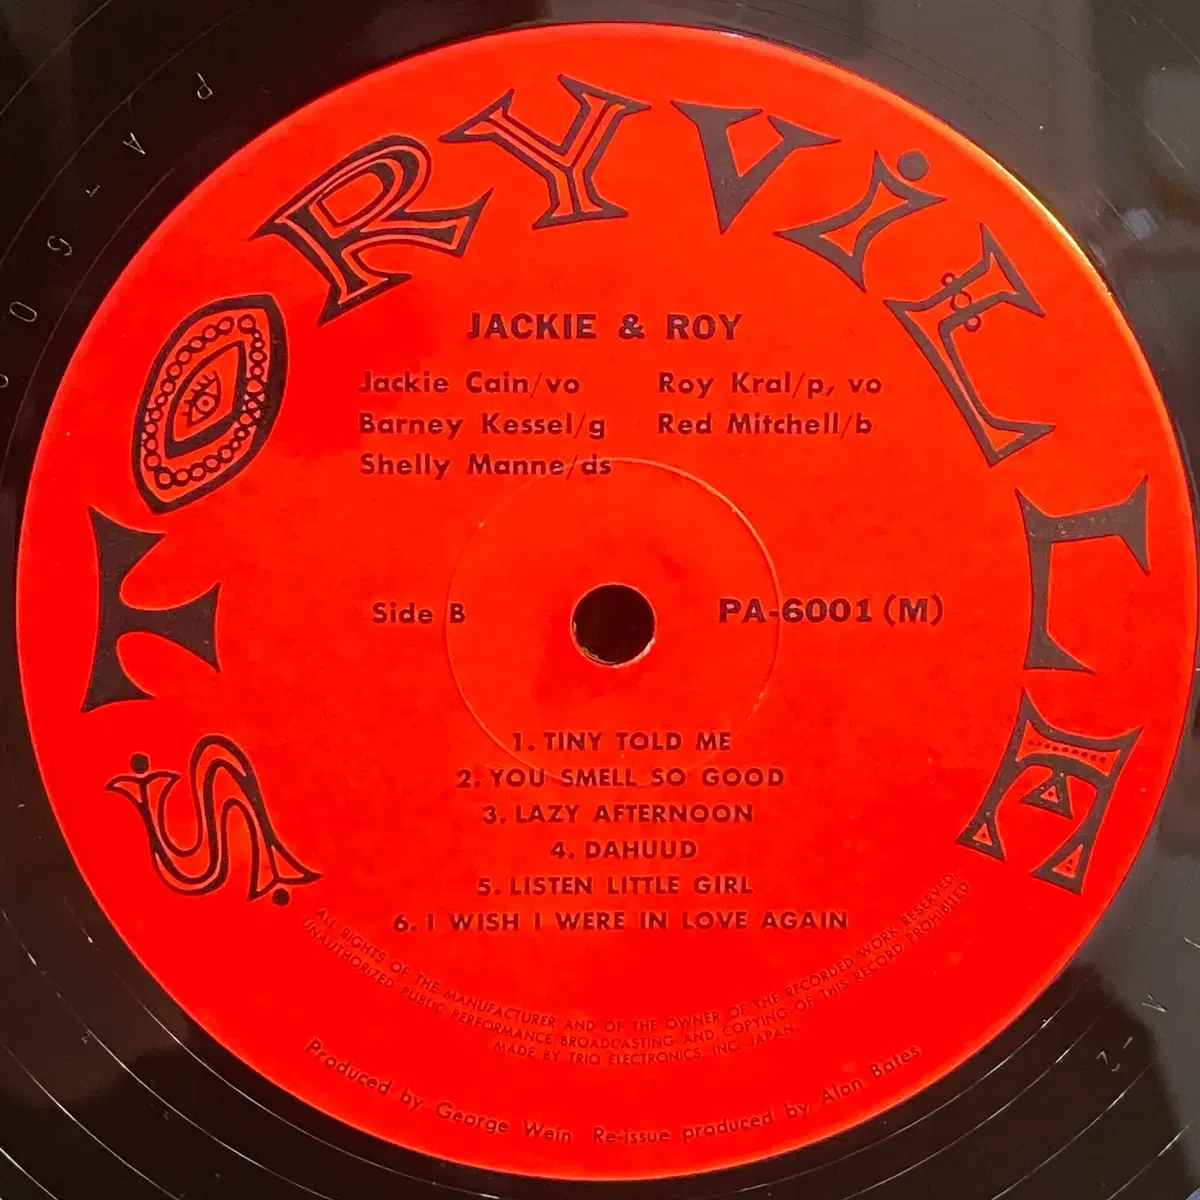 STORYViLLE
JACKIE & ROY
Jackie Cain/vo Roy Kral/p, vo
Barney Kessel/g Red Mitchell/b
Shelly Manne/ds
Side B PA-6001 (M)
1. TINY TOLD ME
2. YOU SMELL SO GOOD
3. LAZY AFTERNOON
4. DAHUUD
5. LISTEN LITTLE GIRL
6. I WISH I WERE IN LOVE AGAIN
ALL RIGHTS OF THE MANUFACTURER AND OF THE OWNER OF THE RECORDED WORK RESERVED.
UNAUTHORIZED PUBLIC PERFORMANCE BROADCASTING AND COPYING OF THIS RECORD PROHIBITED
MADE BY TRIO ELECTRONICS, INC. JAPAN.
Produced by George Wein Re-issue produced by Alan Bates